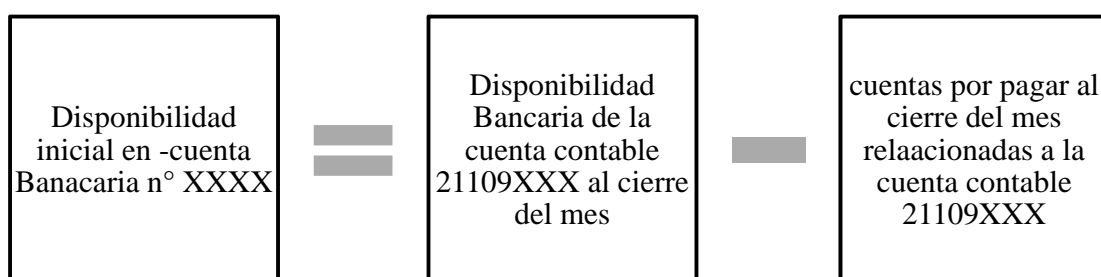 Disponibilidad
inicial en -cuenta
Banacaria n° XXXX
Disponibilidad
Bancaria de la
cuenta contable
21109XXX al cierre
del mes
cuentas por pagar al
cierre del mes
relaacionadas a la
cuenta contable
21109XXX